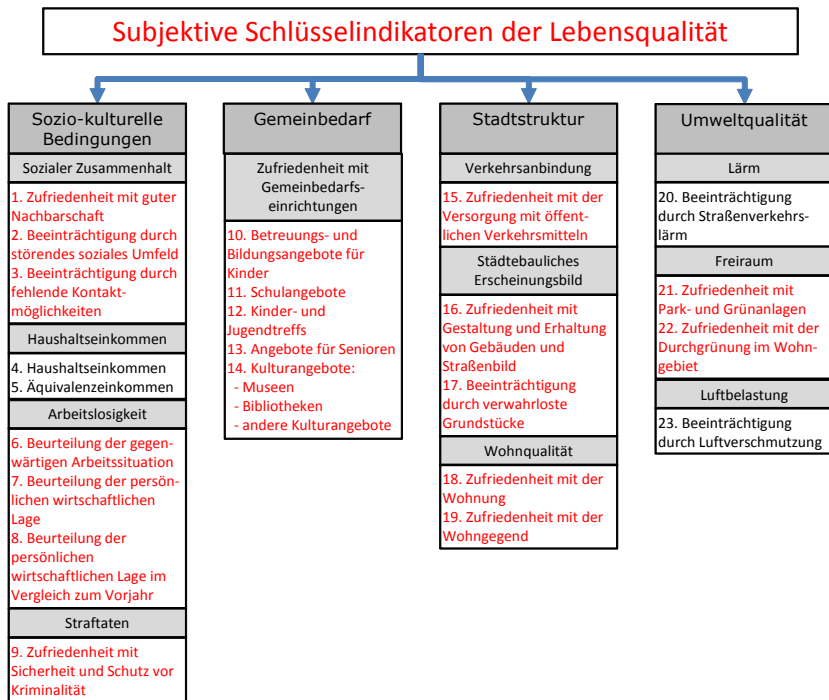 Subjektive Schlüsselindikatoren der Lebensqualität
Sozio-kulturelle
Bedingungen
Sozialer Zusammenhalt
1. Zufriedenheit mit guter
Nachbarschaft
2. Beeinträchtigung durch
störendes soziales Umfeld
3. Beeinträchtigung durch
fehlende Kontakt-
möglichkeiten
Haushaltseinkommen
4. Haushaltseinkommen
5. Äquivalenzeinkommen
Arbeitslosigkeit
6. Beurteilung der gegen-
wärtigen Arbeitssituation
7. Beurteilung der persön-
lichen wirtschaftlichen
Lage
8. Beurteilung der
persönlichen
wirtschaftlichen Lage im
Vergleich zum Vorjahr
Straftaten
9. Zufriedenheit mit
Sicherheit und Schutz vor
Kriminalität
Gemeinbedarf
Zufriedenheit mit
Gemeinbedarfs-
einrichtungen
10. Betreuungs- und
Bildungsangebote für
Kinder
11. Schulangebote
12. Kinder- und
Jugendtreffs
13. Angebote für Senioren
14. Kulturangebote:
- Museen
- Bibliotheken
- andere Kulturangebote
Stadtstruktur
Verkehrsanbindung
15. Zufriedenheit mit der
Versorgung mit öffent-
lichen Verkehrsmitteln
Städtebauliches
Erscheinungsbild
16. Zufriedenheit mit
Gestaltung und Erhaltung
von Gebäuden und
Straßenbild
17. Beeinträchtigung
durch verwahrloste
Grundstücke
Wohnqualität
18. Zufriedenheit mit der
Wohnung
19. Zufriedenheit mit der
Wohngegend
Umweltqualität
Lärm
20. Beeinträchtigung
durch Straßenverkehrs-
lärm
Freiraum
21. Zufriedenheit mit
Park- und Grünanlagen
22. Zufriedenheit mit der
Durchgrünung im Wohn-
gebiet
Luftbelastung
23. Beeinträchtigung
durch Luftverschmutzung